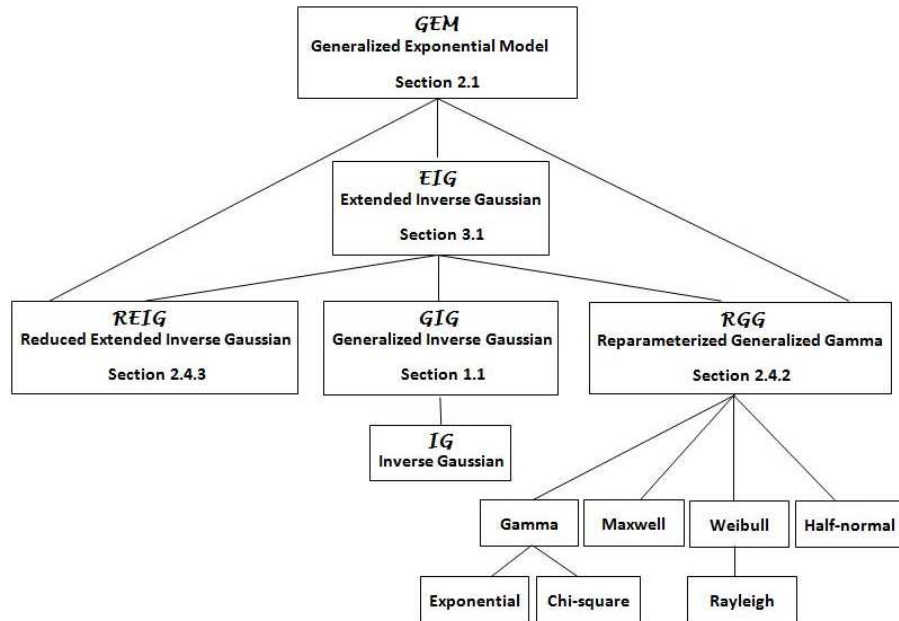 GEM
Generalized Exponential Model
Section 2.1
EIG
Extended Inverse Gaussian
Section 3.1
REIG
Reduced Extended Inverse Gaussian
Section 2.4.3
GIG
Generalized Inverse Gaussian
Section 1.1
RGG
Reparameterized Generalized Gamma
Section 2.4.2
IG
Inverse Gaussian
Gamma
Maxwell
Weibull
Half-normal
Exponential
Chi-square
Rayleigh